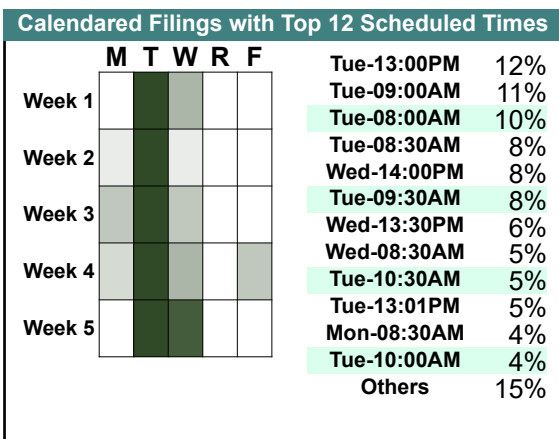 Calendared Filings with Top 12 Scheduled Times
M T W R F
Week 1
Week 2
Week 3
Week 4
Week 5
Tue-13:00PM 12%
Tue-09:00AM 11%
Tue-08:00AM 10%
Tue-08:30AM 8%
Wed-14:00PM 8%
Tue-09:30AM 8%
Wed-13:30PM 6%
Wed-08:30AM 5%
Tue-10:30AM 5%
Tue-13:01PM 5%
Mon-08:30AM 4%
Tue-10:00AM 4%
Others 15%